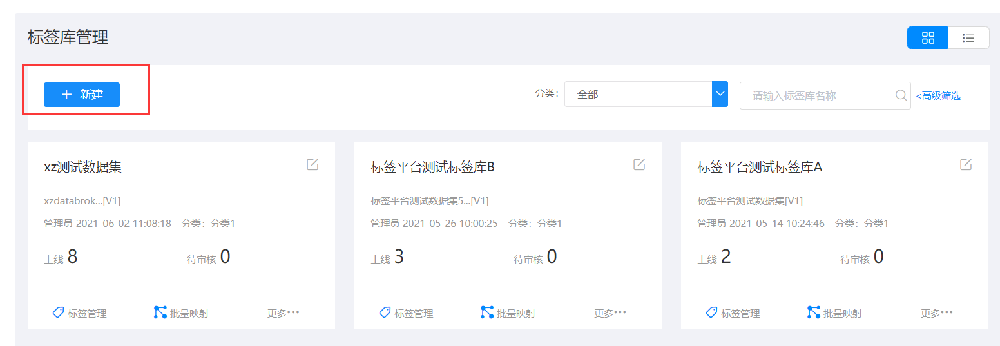 标签库管理
新建
分类： 全部 请输入标签库名称 <高级筛选
xz测试数据集
xzdatabrok...[V1]
管理员 2021-06-02 11:08:18 分类：分类1
上线 8 待审核 0
标签管理 批量映射 更多···
标签平台测试标签库B
标签平台测试数据集5...[V1]
管理员 2021-05-26 10:00:25 分类：分类1
上线 3 待审核 0
标签管理 批量映射 更多···
标签平台测试标签库A
标签平台测试数据集[V1]
管理员 2021-05-14 10:24:46 分类：分类1
上线 2 待审核 0
标签管理 批量映射 更多···